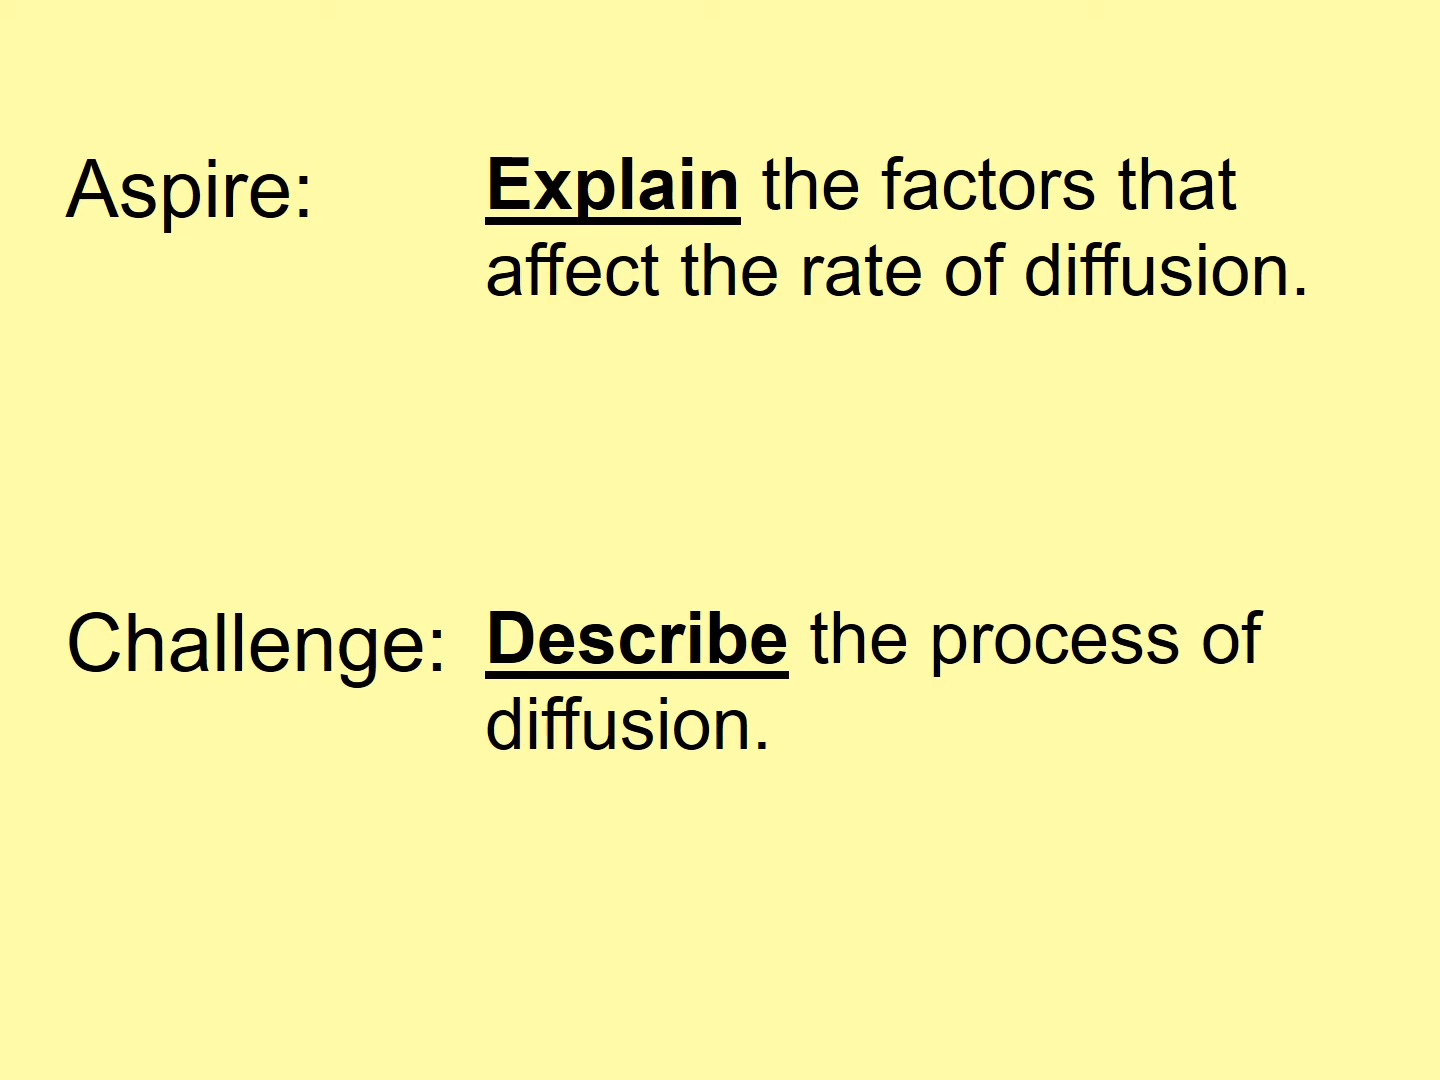 Aspire: Explain the factors that
affect the rate of diffusion.
Challenge: Describe the process of
diffusion.